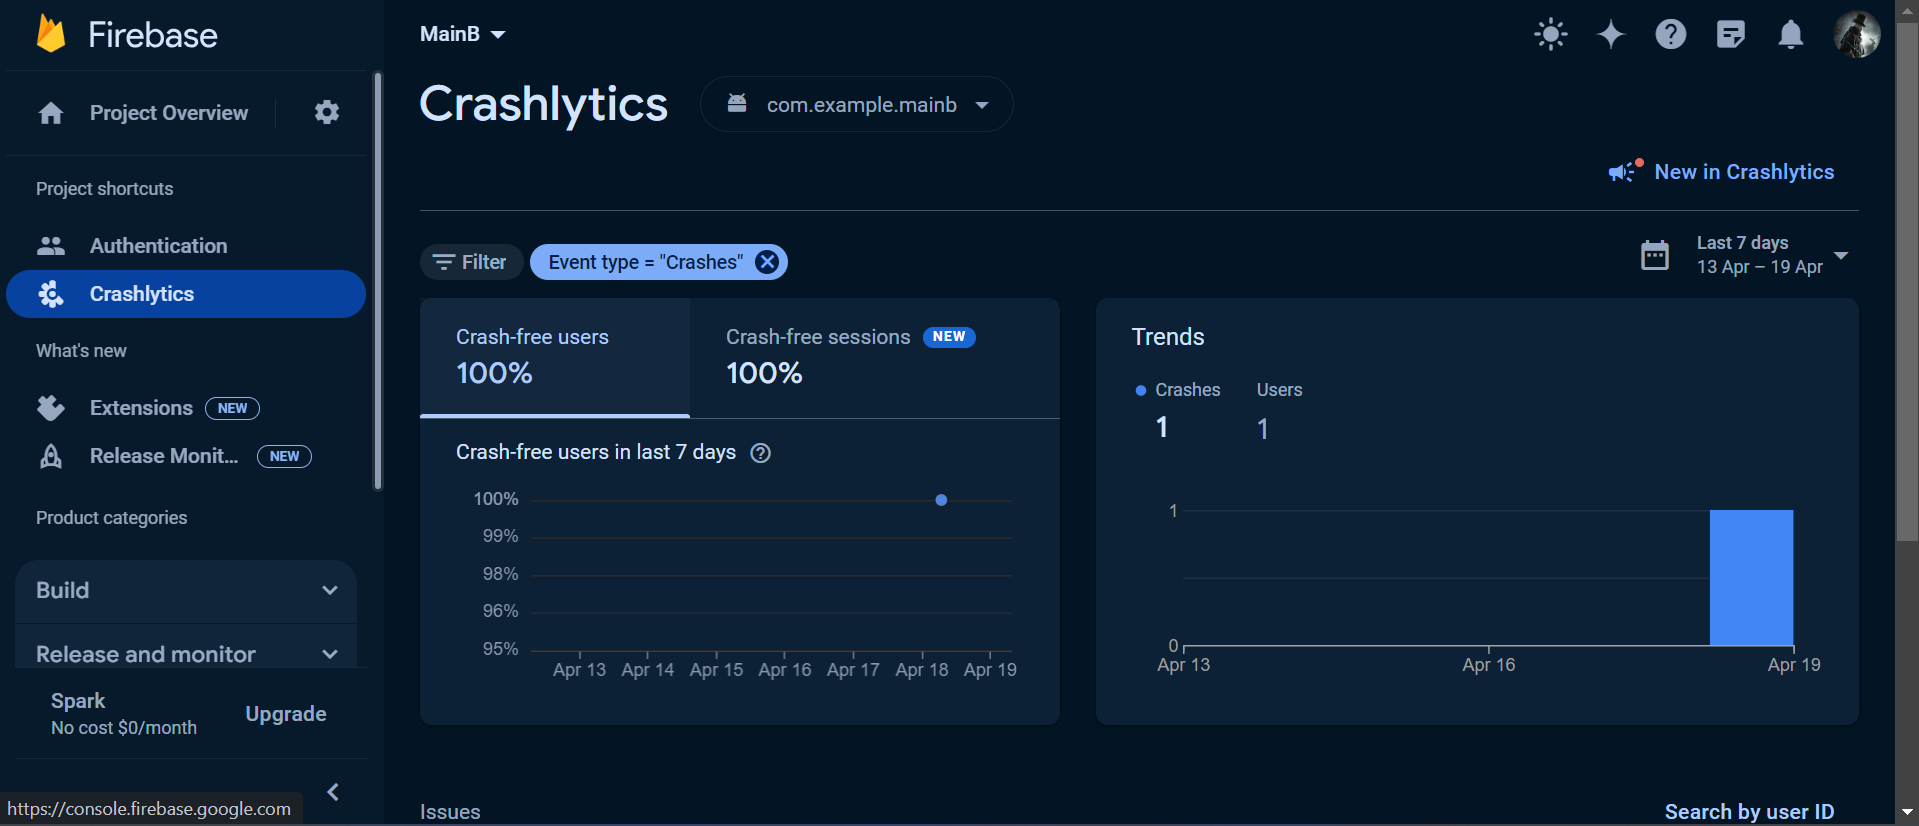 Firebase
Project Overview
Project shortcuts
Authentication
Crashlytics
What's new
Extensions NEW
Release Monit... NEW
Product categories
Build
Release and monitor
Spark
No cost $0/month
Upgrade
https://console.firebase.google.com
MainB
Crashlytics
com.example.mainb
New in Crashlytics
Filter
Event type = "Crashes"
Last 7 days
13 Apr – 19 Apr
Crash-free users
100%
Crash-free sessions NEW
100%
Crash-free users in last 7 days
100%
99%
98%
96%
95%
Apr 13 Apr 14 Apr 15 Apr 16 Apr 17 Apr 18 Apr 19
Trends
Crashes Users
1 1
1
0
Apr 13 Apr 16 Apr 19
Issues
Search by user ID